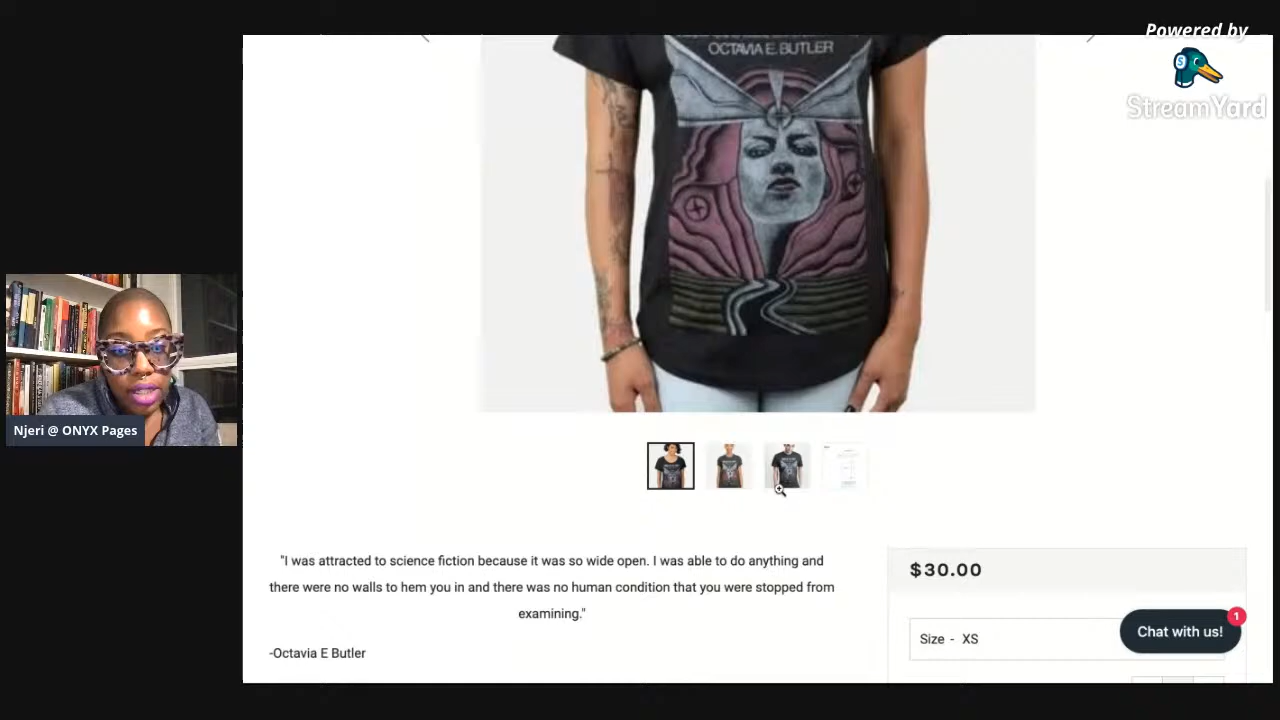 Powered by
StreamYard
OCTAVIA E. BUTLER
Njeri @ ONYX Pages
"I was attracted to science fiction because it was so wide open. I was able to do anything and
there were no walls to hem you in and there was no human condition that you were stopped from
examining."
-Octavia E Butler
$30.00
Size - XS
Chat with us!
1